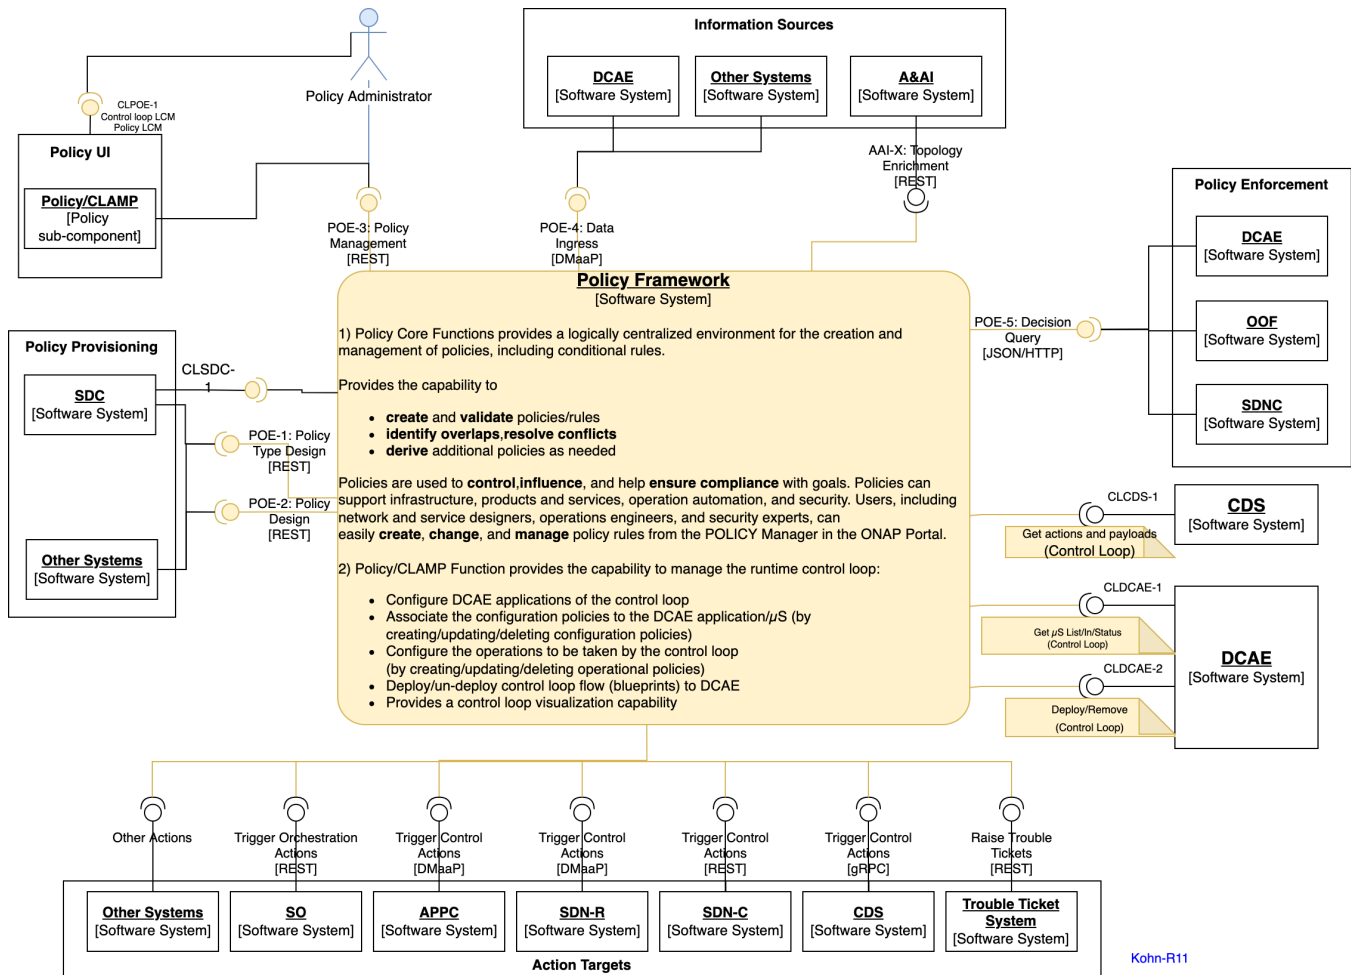 Policy Administrator
CLPOE-1
Control loop LCM
Policy LCM
Policy UI
Policy/CLAMP
[Policy
sub-component]
POE-3: Policy
Management
[REST]
Information Sources
DCAE
[Software System]
Other Systems
[Software System]
A&AI
[Software System]
POE-4: Data
Ingress
[DMaaP]
AAI-X: Topology
Enrichment
[REST]
Policy Enforcement
DCAE
[Software System]
OOF
[Software System]
SDNC
[Software System]
POE-5: Decision
Query
[JSON/HTTP]
Policy Provisioning
SDC
[Software System]
Other Systems
[Software System]
CLSDC-
1
POE-1: Policy
Type Design
[REST]
POE-2: Policy
Design
[REST]
Policy Framework
[Software System]
1) Policy Core Functions provides a logically centralized environment for the creation and
management of policies, including conditional rules.
Provides the capability to
• create and validate policies/rules
• identify overlaps,resolve conflicts
• derive additional policies as needed
Policies are used to control,influence, and help ensure compliance with goals. Policies can
support infrastructure, products and services, operation automation, and security. Users, including
network and service designers, operations engineers, and security experts, can
easily create, change, and manage policy rules from the POLICY Manager in the ONAP Portal.
2) Policy/CLAMP Function provides the capability to manage the runtime control loop:
• Configure DCAE applications of the control loop
• Associate the configuration policies to the DCAE application/µS (by
creating/updating/deleting configuration policies)
• Configure the operations to be taken by the control loop
(by creating/updating/deleting operational policies)
• Deploy/un-deploy control loop flow (blueprints) to DCAE
• Provides a control loop visualization capability
CLCDS-1
Get actions and payloads
(Control Loop)
CDS
[Software System]
CLDCAE-1
Get µS List/In/Status
(Control Loop)
CLDCAE-2
Deploy/Remove
(Control Loop)
DCAE
[Software System]
Other Actions
Trigger Orchestration
Actions
[REST]
Trigger Control
Actions
[DMaaP]
Trigger Control
Actions
[DMaaP]
Trigger Control
Actions
[REST]
Trigger Control
Actions
[gRPC]
Raise Trouble
Tickets
[REST]
Other Systems
[Software System]
SO
[Software System]
APPC
[Software System]
SDN-R
[Software System]
SDN-C
[Software System]
CDS
[Software System]
Trouble Ticket
System
[Software System]
Action Targets
Kohn-R11